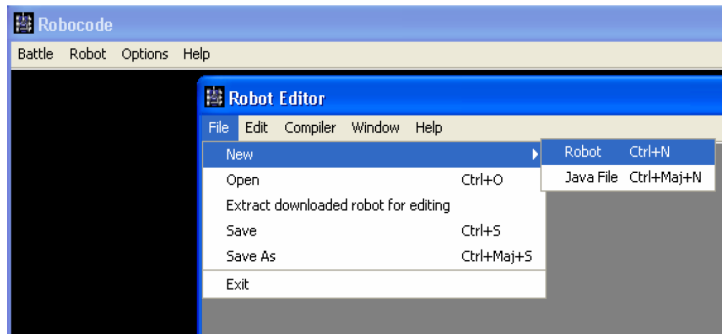 Robocode
Battle Robot Options Help
Robot Editor
File Edit Compiler Window Help
New Robot Ctrl+N
Open Ctrl+O Java File Ctrl+Maj+N
Extract downloaded robot for editing
Save Ctrl+S
Save As Ctrl+Maj+S
Exit